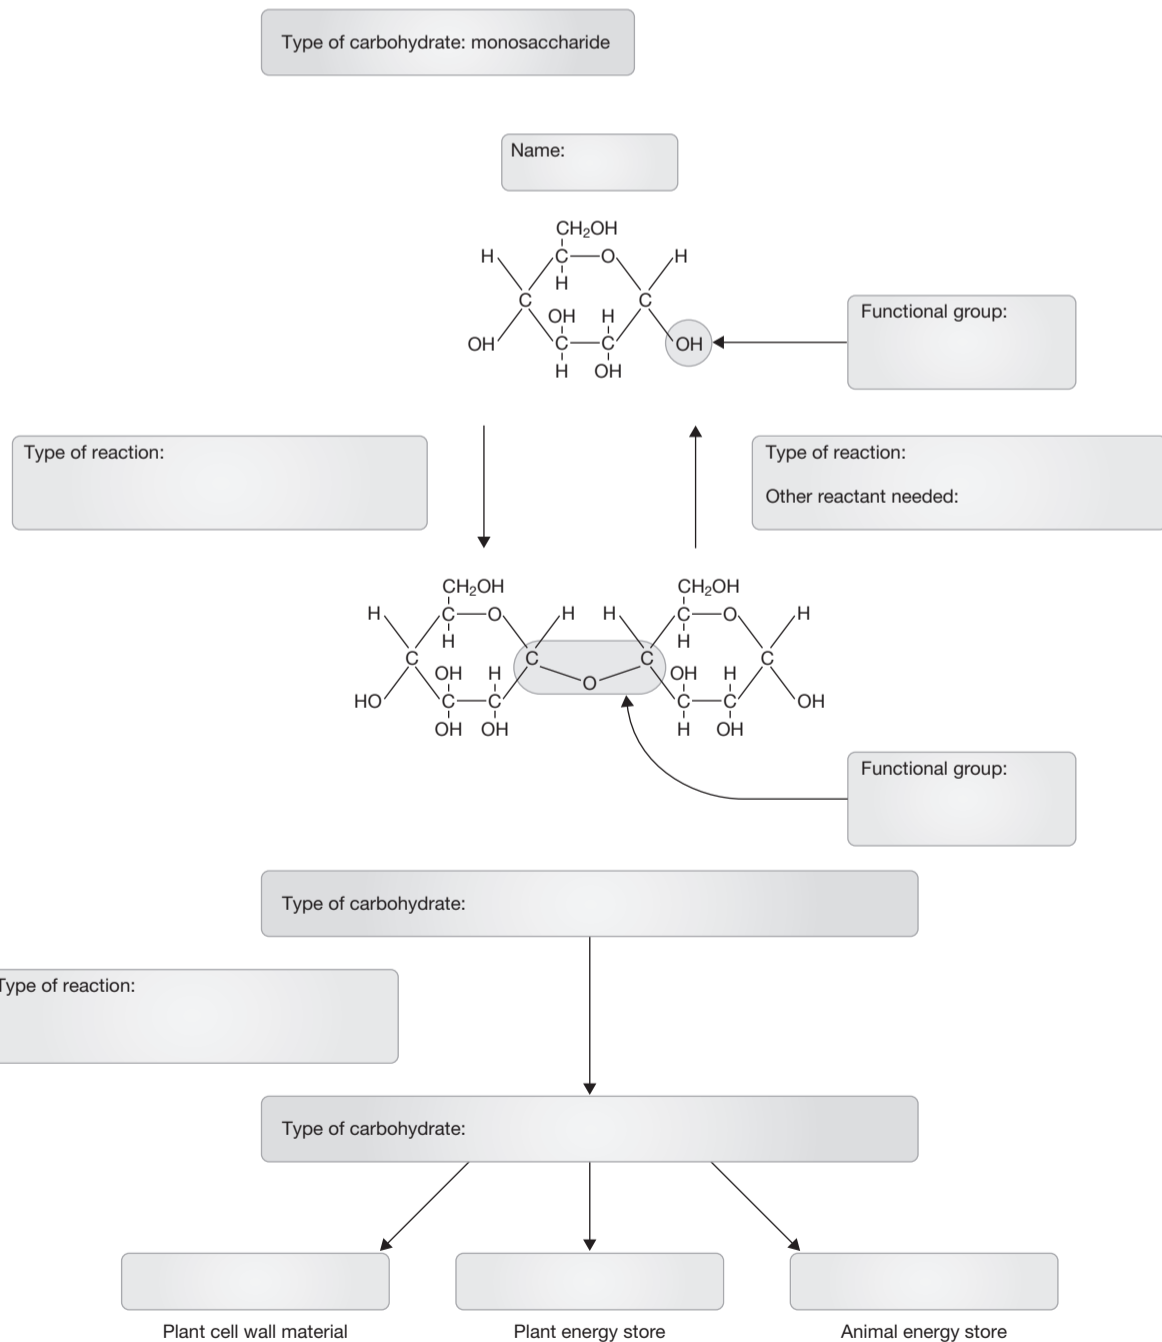 Type of carbohydrate: monosaccharide
Name:
CH₂OH
H C O H
H
C C
OH H
OH C C OH
H OH
Functional group:
Type of reaction:
Type of reaction:
Other reactant needed:
CH₂OH CH₂OH
H C O H H C O H
H H
C C C C
OH H O OH H
HO C C C C OH
OH OH H OH
Functional group:
Type of carbohydrate:
Type of reaction:
Type of carbohydrate:
Plant cell wall material
Plant energy store
Animal energy store